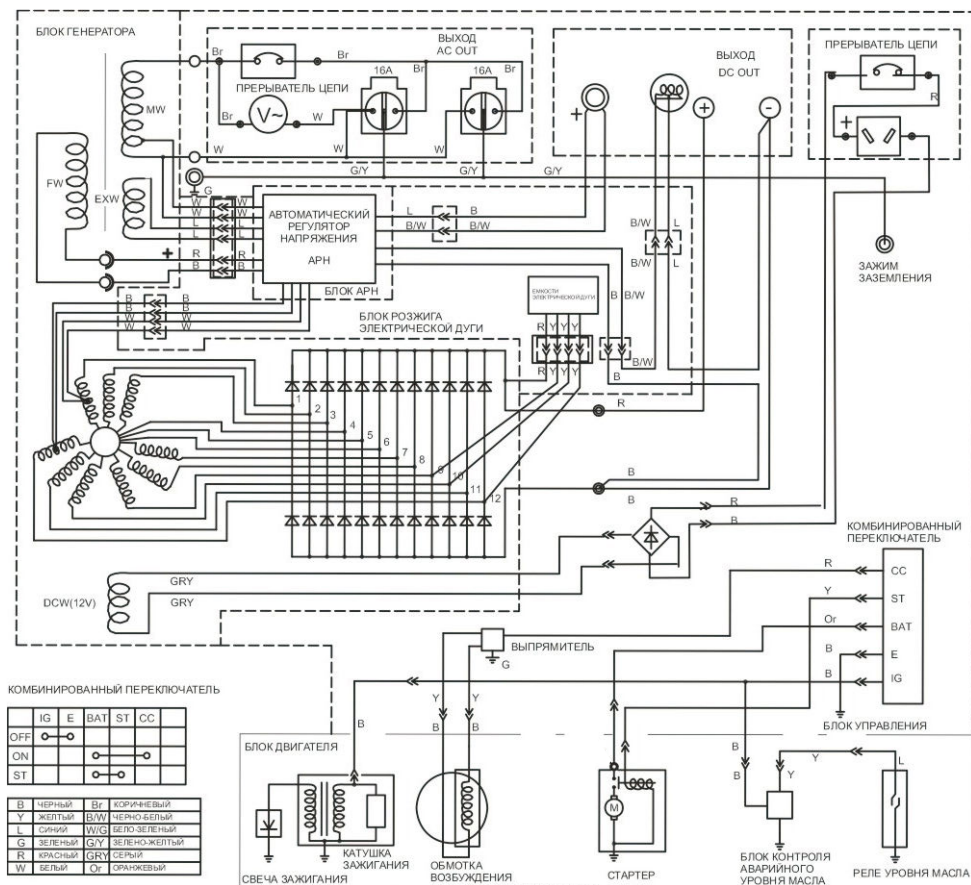 БЛОК ГЕНЕРАТОРА
ВЫХОД
AC OUT
Br
Br
Br
Br
Br
16A
16A
ПРЕРЫВАТЕЛЬ ЦЕПИ
V~
W
W
W
W
MW
FW
EXW
ВЫХОД
DC OUT
+
+
-
ПРЕРЫВАТЕЛЬ ЦЕПИ
R
+
G/Y
G/Y
G/Y
G
W W
W W
L L
L L
R R
B B
+
АВТОМАТИЧЕСКИЙ
РЕГУЛЯТОР
НАПРЯЖЕНИЯ
АРН
БЛОК АРН
L B
B/W B/W
B/W L
B/W L
B B/W
B/W
B
ЗАЖИМ
ЗАЗЕМЛЕНИЯ
B B
B B
W W
W W
БЛОК РОЗЖИГА
ЭЛЕКТРИЧЕСКОЙ ДУГИ
ЕМКОСТИ
ЭЛЕКТРИЧЕСКОЙ ДУГИ
R Y Y Y
R Y Y Y
1
2
3
4
5
6
7
8
9
10
11
12
R
B
B
R
B
DCW(12V)
GRY
GRY
КОМБИНИРОВАННЫЙ
ПЕРЕКЛЮЧАТЕЛЬ
R CC
Y ST
Or BAT
B E
B IG
БЛОК УПРАВЛЕНИЯ
ВЫПРЯМИТЕЛЬ
G
КОМБИНИРОВАННЫЙ ПЕРЕКЛЮЧАТЕЛЬ
IG E BAT ST CC
OFF
ON
ST
B ЧЕРНЫЙ Br КОРИЧНЕВЫЙ
Y ЖЕЛТЫЙ B/W ЧЕРНО-БЕЛЫЙ
L СИНИЙ W/G БЕЛО-ЗЕЛЕНЫЙ
G ЗЕЛЕНЫЙ G/Y ЗЕЛЕНО-ЖЕЛТЫЙ
R КРАСНЫЙ GRY СЕРЫЙ
W БЕЛЫЙ Or ОРАНЖЕВЫЙ
БЛОК ДВИГАТЕЛЯ
B
Y Y
B B
M
B
B
Y
Y
L
СВЕЧА ЗАЖИГАНИЯ
КАТУШКА
ЗАЖИГАНИЯ
ОБМОТКА
ВОЗБУЖДЕНИЯ
СТАРТЕР
БЛОК КОНТРОЛЯ
АВАРИЙНОГО
УРОВНЯ МАСЛА
РЕЛЕ УРОВНЯ МАСЛА